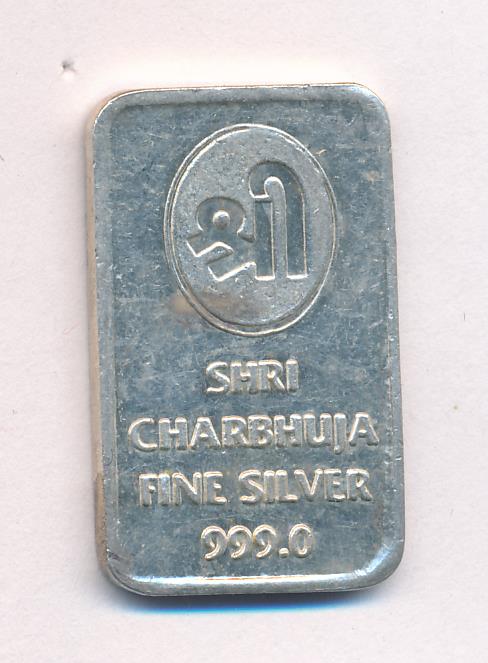 श्री
SHRI
CHARBHUJA
FINE SILVER
999.0